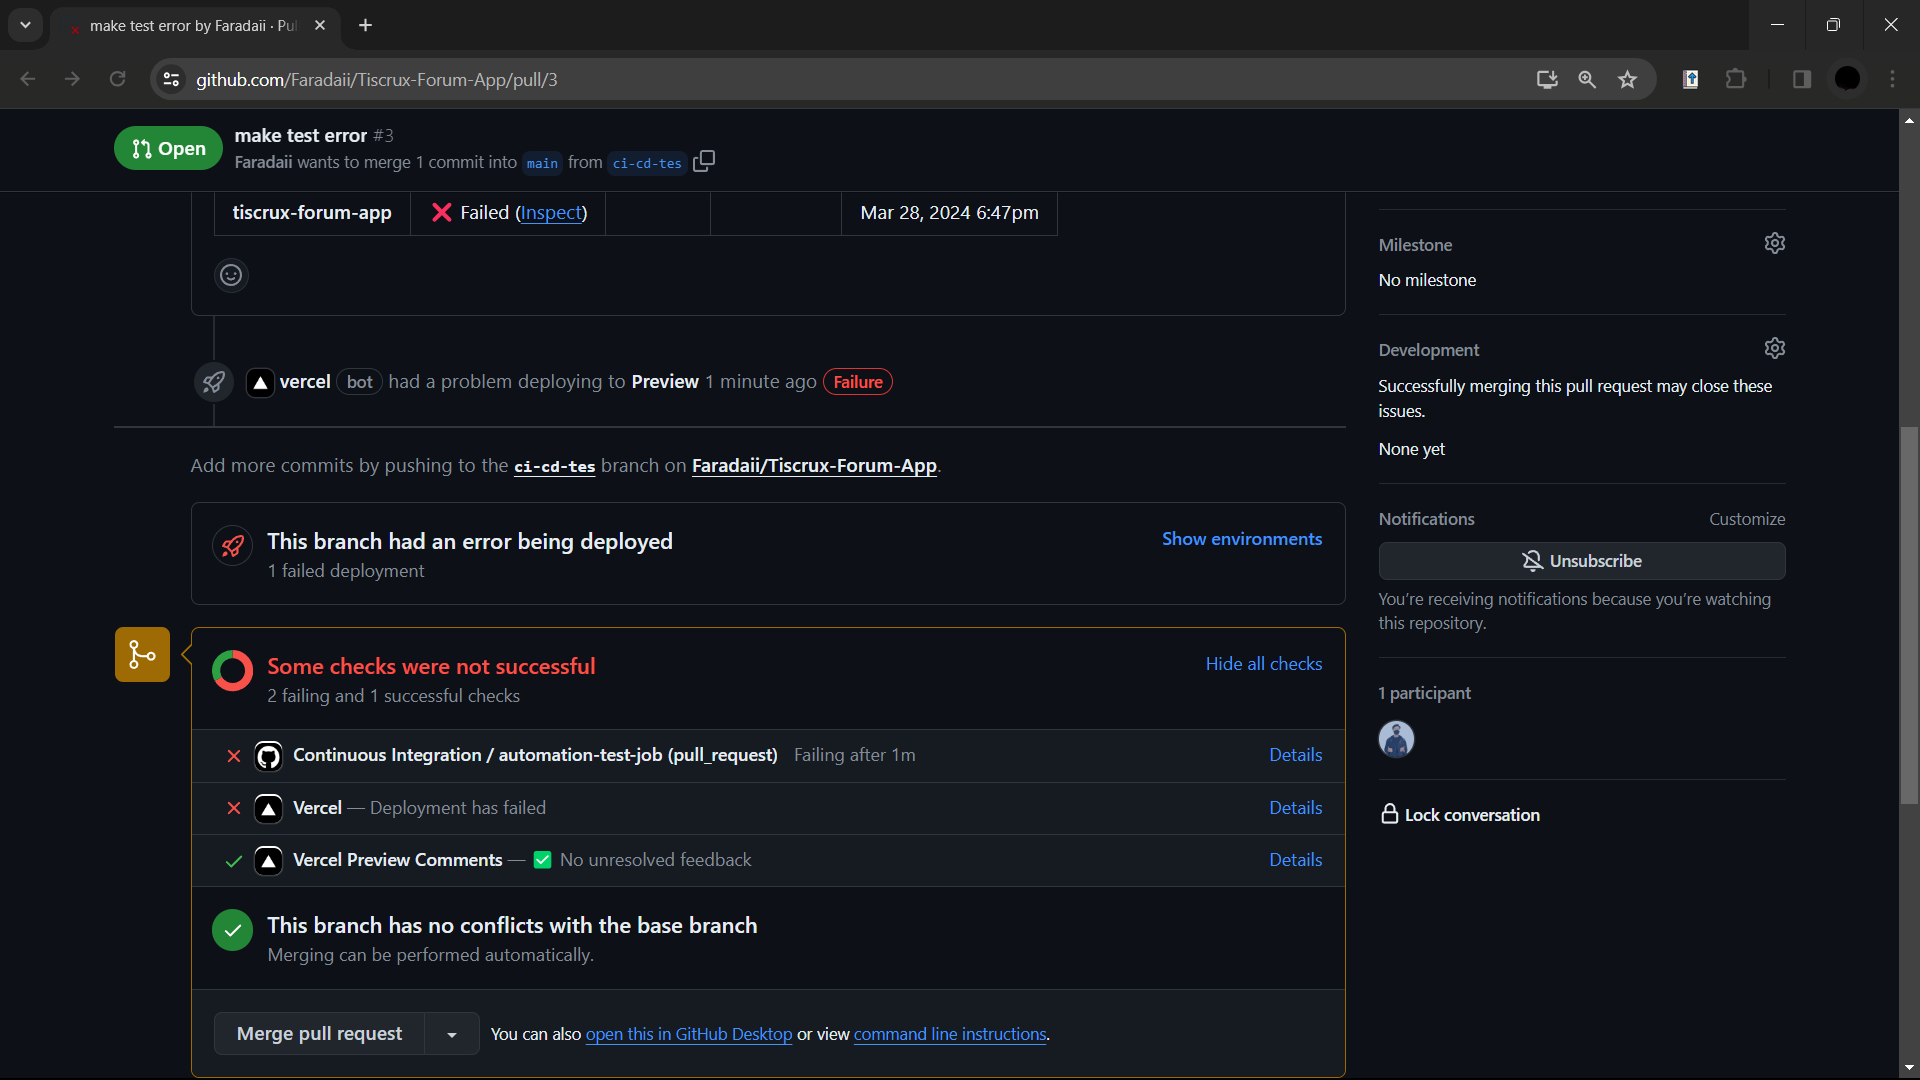 make test error by Faradaii · Pul
github.com/Faradaii/Tiscrux-Forum-App/pull/3
Open
make test error #3
Faradaii wants to merge 1 commit into main from ci-cd-tes
tiscrux-forum-app
Failed (Inspect)
Mar 28, 2024 6:47pm
vercel bot had a problem deploying to Preview 1 minute ago Failure
Add more commits by pushing to the ci-cd-tes branch on Faradaii/Tiscrux-Forum-App.
This branch had an error being deployed
Show environments
1 failed deployment
Some checks were not successful
Hide all checks
2 failing and 1 successful checks
Continuous Integration / automation-test-job (pull_request) Failing after 1m
Details
Vercel — Deployment has failed
Details
Vercel Preview Comments — ✅ No unresolved feedback
Details
This branch has no conflicts with the base branch
Merging can be performed automatically.
Merge pull request
You can also open this in GitHub Desktop or view command line instructions.
Milestone
No milestone
Development
Successfully merging this pull request may close these
issues.
None yet
Notifications
Customize
Unsubscribe
You're receiving notifications because you're watching
this repository.
1 participant
Lock conversation